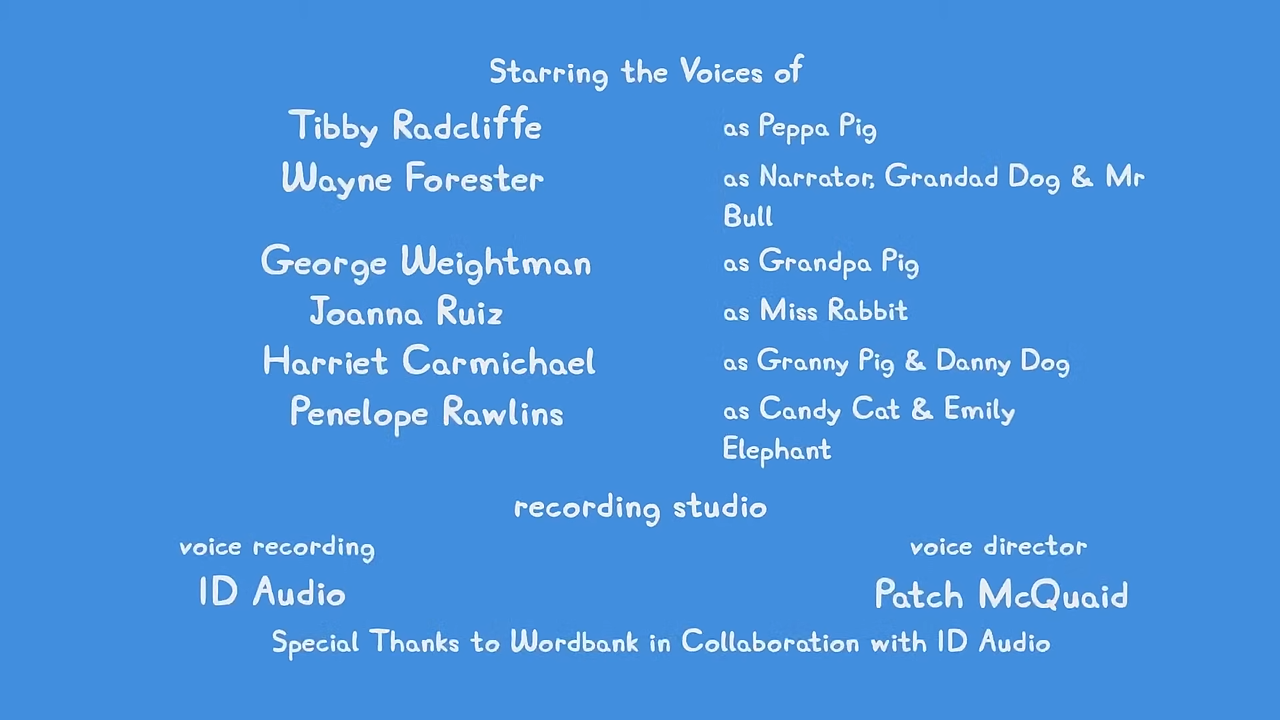 Starring the Voices of
Tibby Radcliffe as Peppa Pig
Wayne Forester as Narrator, Grandad Dog & Mr
Bull
George Weightman as Grandpa Pig
Joanna Ruiz as Miss Rabbit
Harriet Carmichael as Granny Pig & Danny Dog
Penelope Rawlins as Candy Cat & Emily
Elephant
recording studio
voice recording voice director
ID Audio Patch McQuaid
Special Thanks to Wordbank in Collaboration with ID Audio